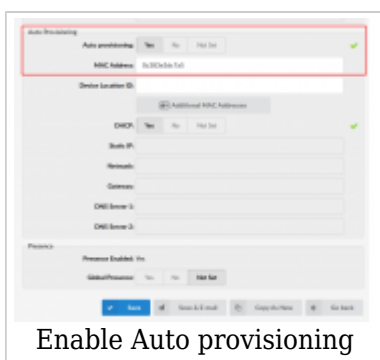 Auto Provisioning
Auto provisioning: Yes No Not Set
MAC Address:
Device Location ID:
Additional MAC Addresses
DHCP: Yes No Not Set
Static IP:
Netmask:
Gateway:
DNS Server 1:
DNS Server 2:
Presence
Presence Enabled: Yes
Global Presence: Yes No Not Set
Save Save & E-mail Copy As New Go back
Enable Auto provisioning